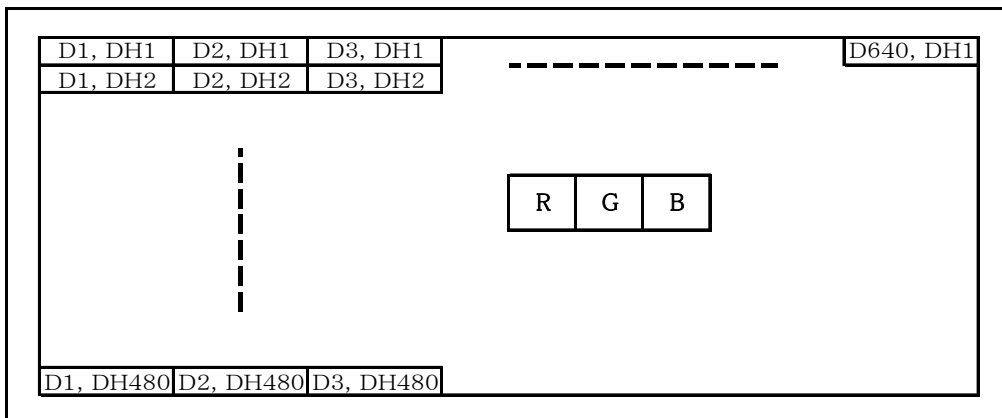 D1, DH1 D2, DH1 D3, DH1 D640, DH1
D1, DH2 D2, DH2 D3, DH2
R G B
D1, DH480 D2, DH480 D3, DH480